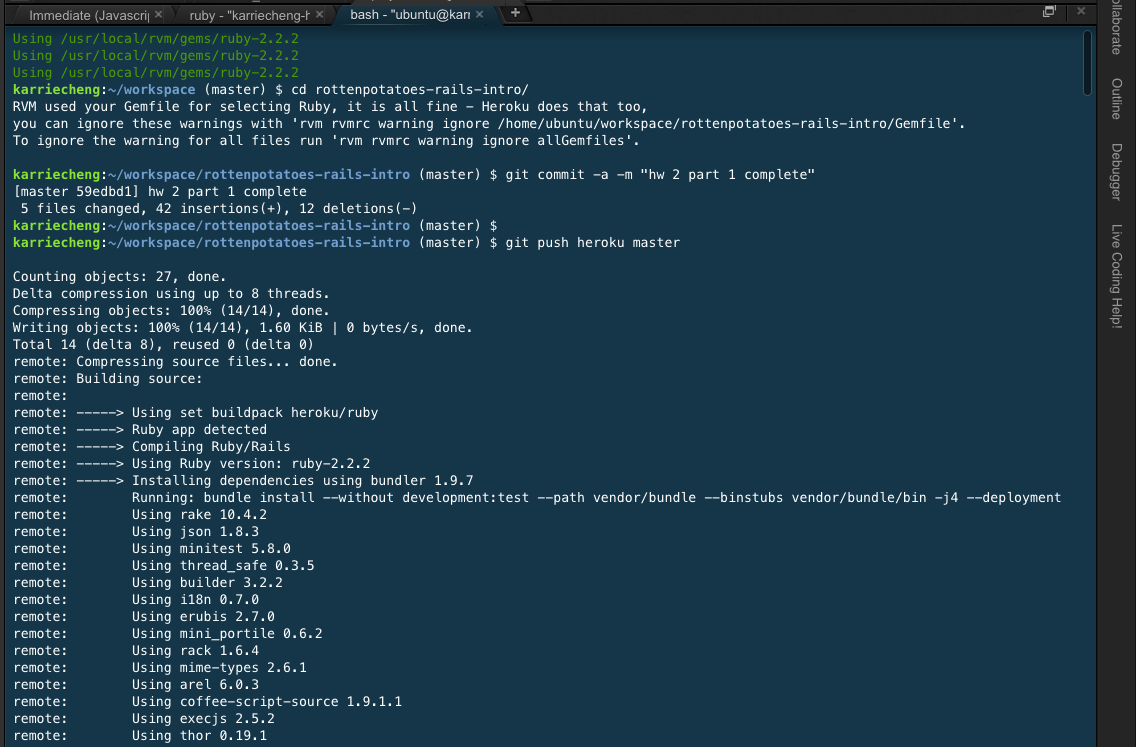 Immediate (Javascrip
ruby - "karriecheng-h
bash - "ubuntu@karr
Using /usr/local/rvm/gems/ruby-2.2.2
Using /usr/local/rvm/gems/ruby-2.2.2
Using /usr/local/rvm/gems/ruby-2.2.2
karriecheng:~/workspace (master) $ cd rottenpotatoes-rails-intro/
RVM used your Gemfile for selecting Ruby, it is all fine - Heroku does that too,
you can ignore these warnings with 'rvm rvmrc warning ignore /home/ubuntu/workspace/rottenpotatoes-rails-intro/Gemfile'.
To ignore the warning for all files run 'rvm rvmrc warning ignore allGemfiles'.
karriecheng:~/workspace/rottenpotatoes-rails-intro (master) $ git commit -a -m "hw 2 part 1 complete"
[master 59edbd1] hw 2 part 1 complete
 5 files changed, 42 insertions(+), 12 deletions(-)
karriecheng:~/workspace/rottenpotatoes-rails-intro (master) $
karriecheng:~/workspace/rottenpotatoes-rails-intro (master) $ git push heroku master
Counting objects: 27, done.
Delta compression using up to 8 threads.
Compressing objects: 100% (14/14), done.
Writing objects: 100% (14/14), 1.60 KiB | 0 bytes/s, done.
Total 14 (delta 8), reused 0 (delta 0)
remote: Compressing source files... done.
remote: Building source:
remote:
remote: -----> Using set buildpack heroku/ruby
remote: -----> Ruby app detected
remote: -----> Compiling Ruby/Rails
remote: -----> Using Ruby version: ruby-2.2.2
remote: -----> Installing dependencies using bundler 1.9.7
remote:        Running: bundle install --without development:test --path vendor/bundle --binstubs vendor/bundle/bin -j4 --deployment
remote:        Using rake 10.4.2
remote:        Using json 1.8.3
remote:        Using minitest 5.8.0
remote:        Using thread_safe 0.3.5
remote:        Using builder 3.2.2
remote:        Using i18n 0.7.0
remote:        Using erubis 2.7.0
remote:        Using mini_portile 0.6.2
remote:        Using rack 1.6.4
remote:        Using mime-types 2.6.1
remote:        Using arel 6.0.3
remote:        Using coffee-script-source 1.9.1.1
remote:        Using execjs 2.5.2
remote:        Using thor 0.19.1
ollaborate
Outline
Debugger
Live Coding Help!